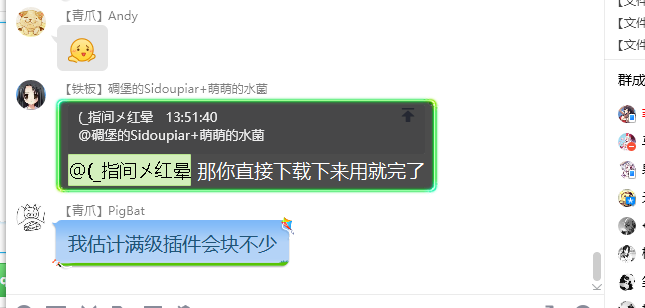 【青爪】Andy
【文件
【文件
【文件
【铁板】碉堡的Sidoupiar+萌萌的水菌
群成
(_指间メ红晕 13:51:40
@碉堡的Sidoupiar+萌萌的水菌
@(_指间メ红晕 那你直接下载下来用就完了
【青爪】PigBat
我估计满级插件会块不少